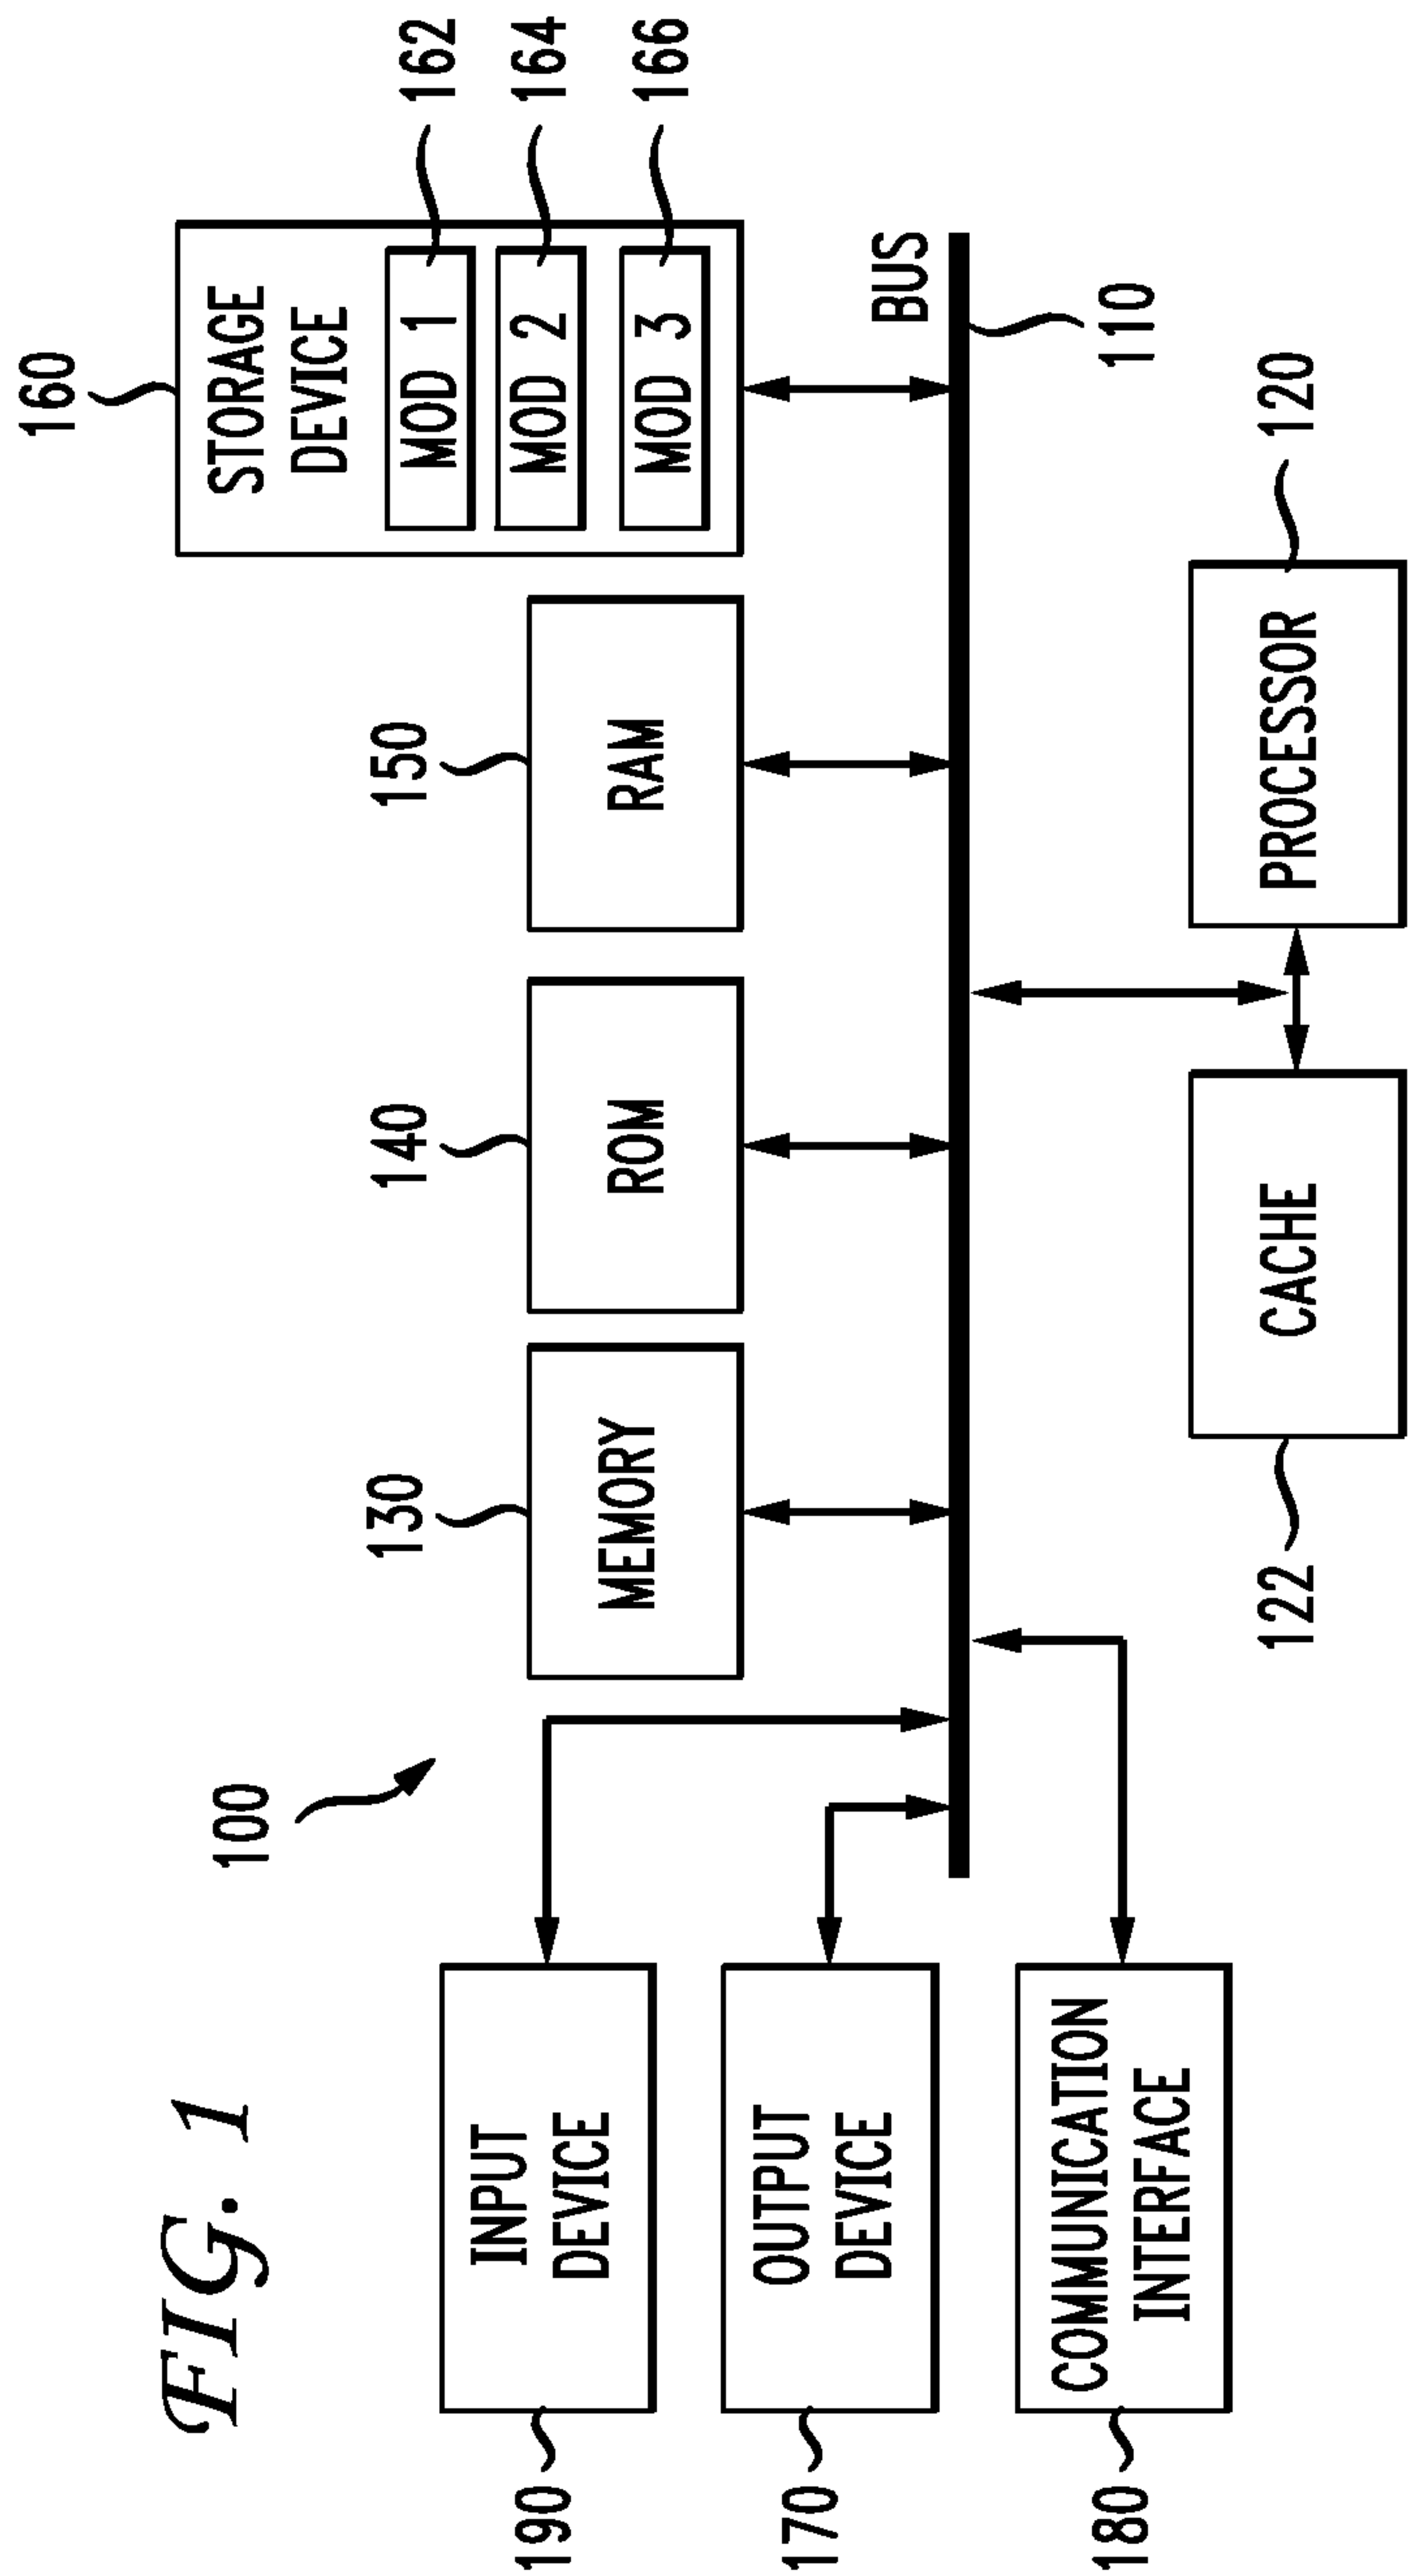 FIG. 1
100
160
STORAGE
DEVICE
MOD 1
162
MOD 2
164
MOD 3
166
130
140
150
MEMORY
ROM
RAM
190
INPUT
DEVICE
170
OUTPUT
DEVICE
BUS
110
180
COMMUNICATION
INTERFACE
122
CACHE
PROCESSOR
120